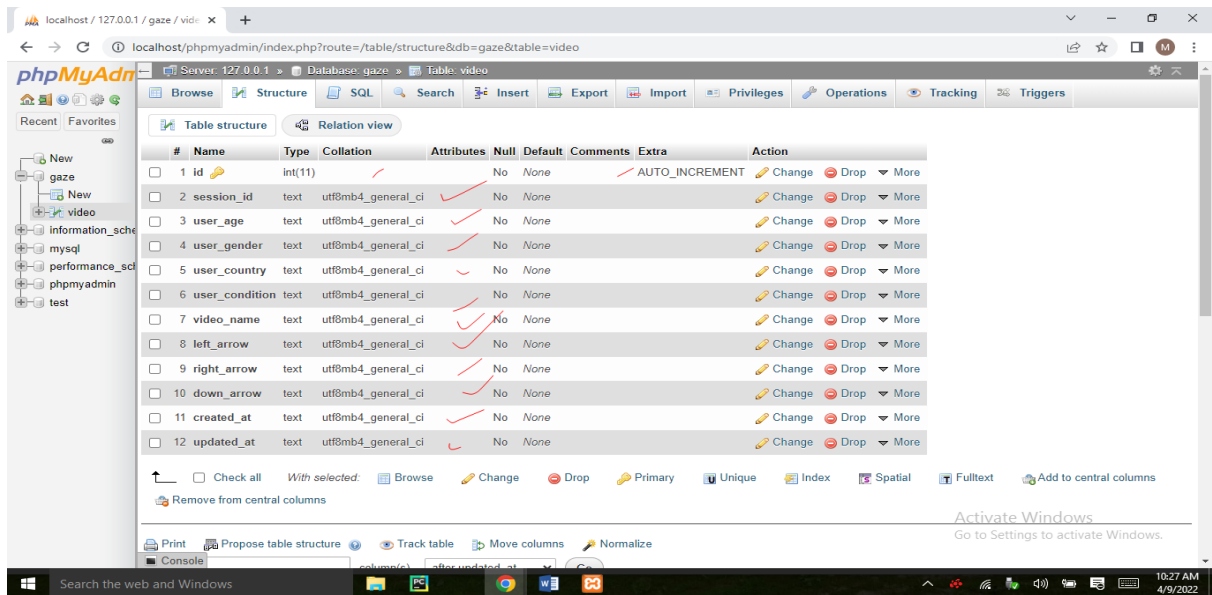 localhost / 127.0.0.1 / gaze / vide
localhost/phpmyadmin/index.php?route=/table/structure&db=gaze&table=video
M
phpMyAdm
Recent Favorites
New
gaze
New
video
information_sche
mysql
performance_sch
phpmyadmin
test
Server: 127.0.0.1 » Database: gaze » Table: video
Browse Structure SQL Search Insert Export Import Privileges Operations Tracking Triggers
Table structure Relation view
# Name Type Collation Attributes Null Default Comments Extra Action
1 id int(11) No None AUTO_INCREMENT Change Drop More
2 session_id text utf8mb4_general_ci No None Change Drop More
3 user_age text utf8mb4_general_ci No None Change Drop More
4 user_gender text utf8mb4_general_ci No None Change Drop More
5 user_country text utf8mb4_general_ci No None Change Drop More
6 user_condition text utf8mb4_general_ci No None Change Drop More
7 video_name text utf8mb4_general_ci No None Change Drop More
8 left_arrow text utf8mb4_general_ci No None Change Drop More
9 right_arrow text utf8mb4_general_ci No None Change Drop More
10 down_arrow text utf8mb4_general_ci No None Change Drop More
11 created_at text utf8mb4_general_ci No None Change Drop More
12 updated_at text utf8mb4_general_ci No None Change Drop More
Check all With selected: Browse Change Drop Primary Unique Index Spatial Fulltext Add to central columns
Remove from central columns
Activate Windows
Go to Settings to activate Windows.
Print Propose table structure Track table Move columns Normalize
Console
column(s) after updated_at Go
Search the web and Windows
10:27 AM
4/9/2022